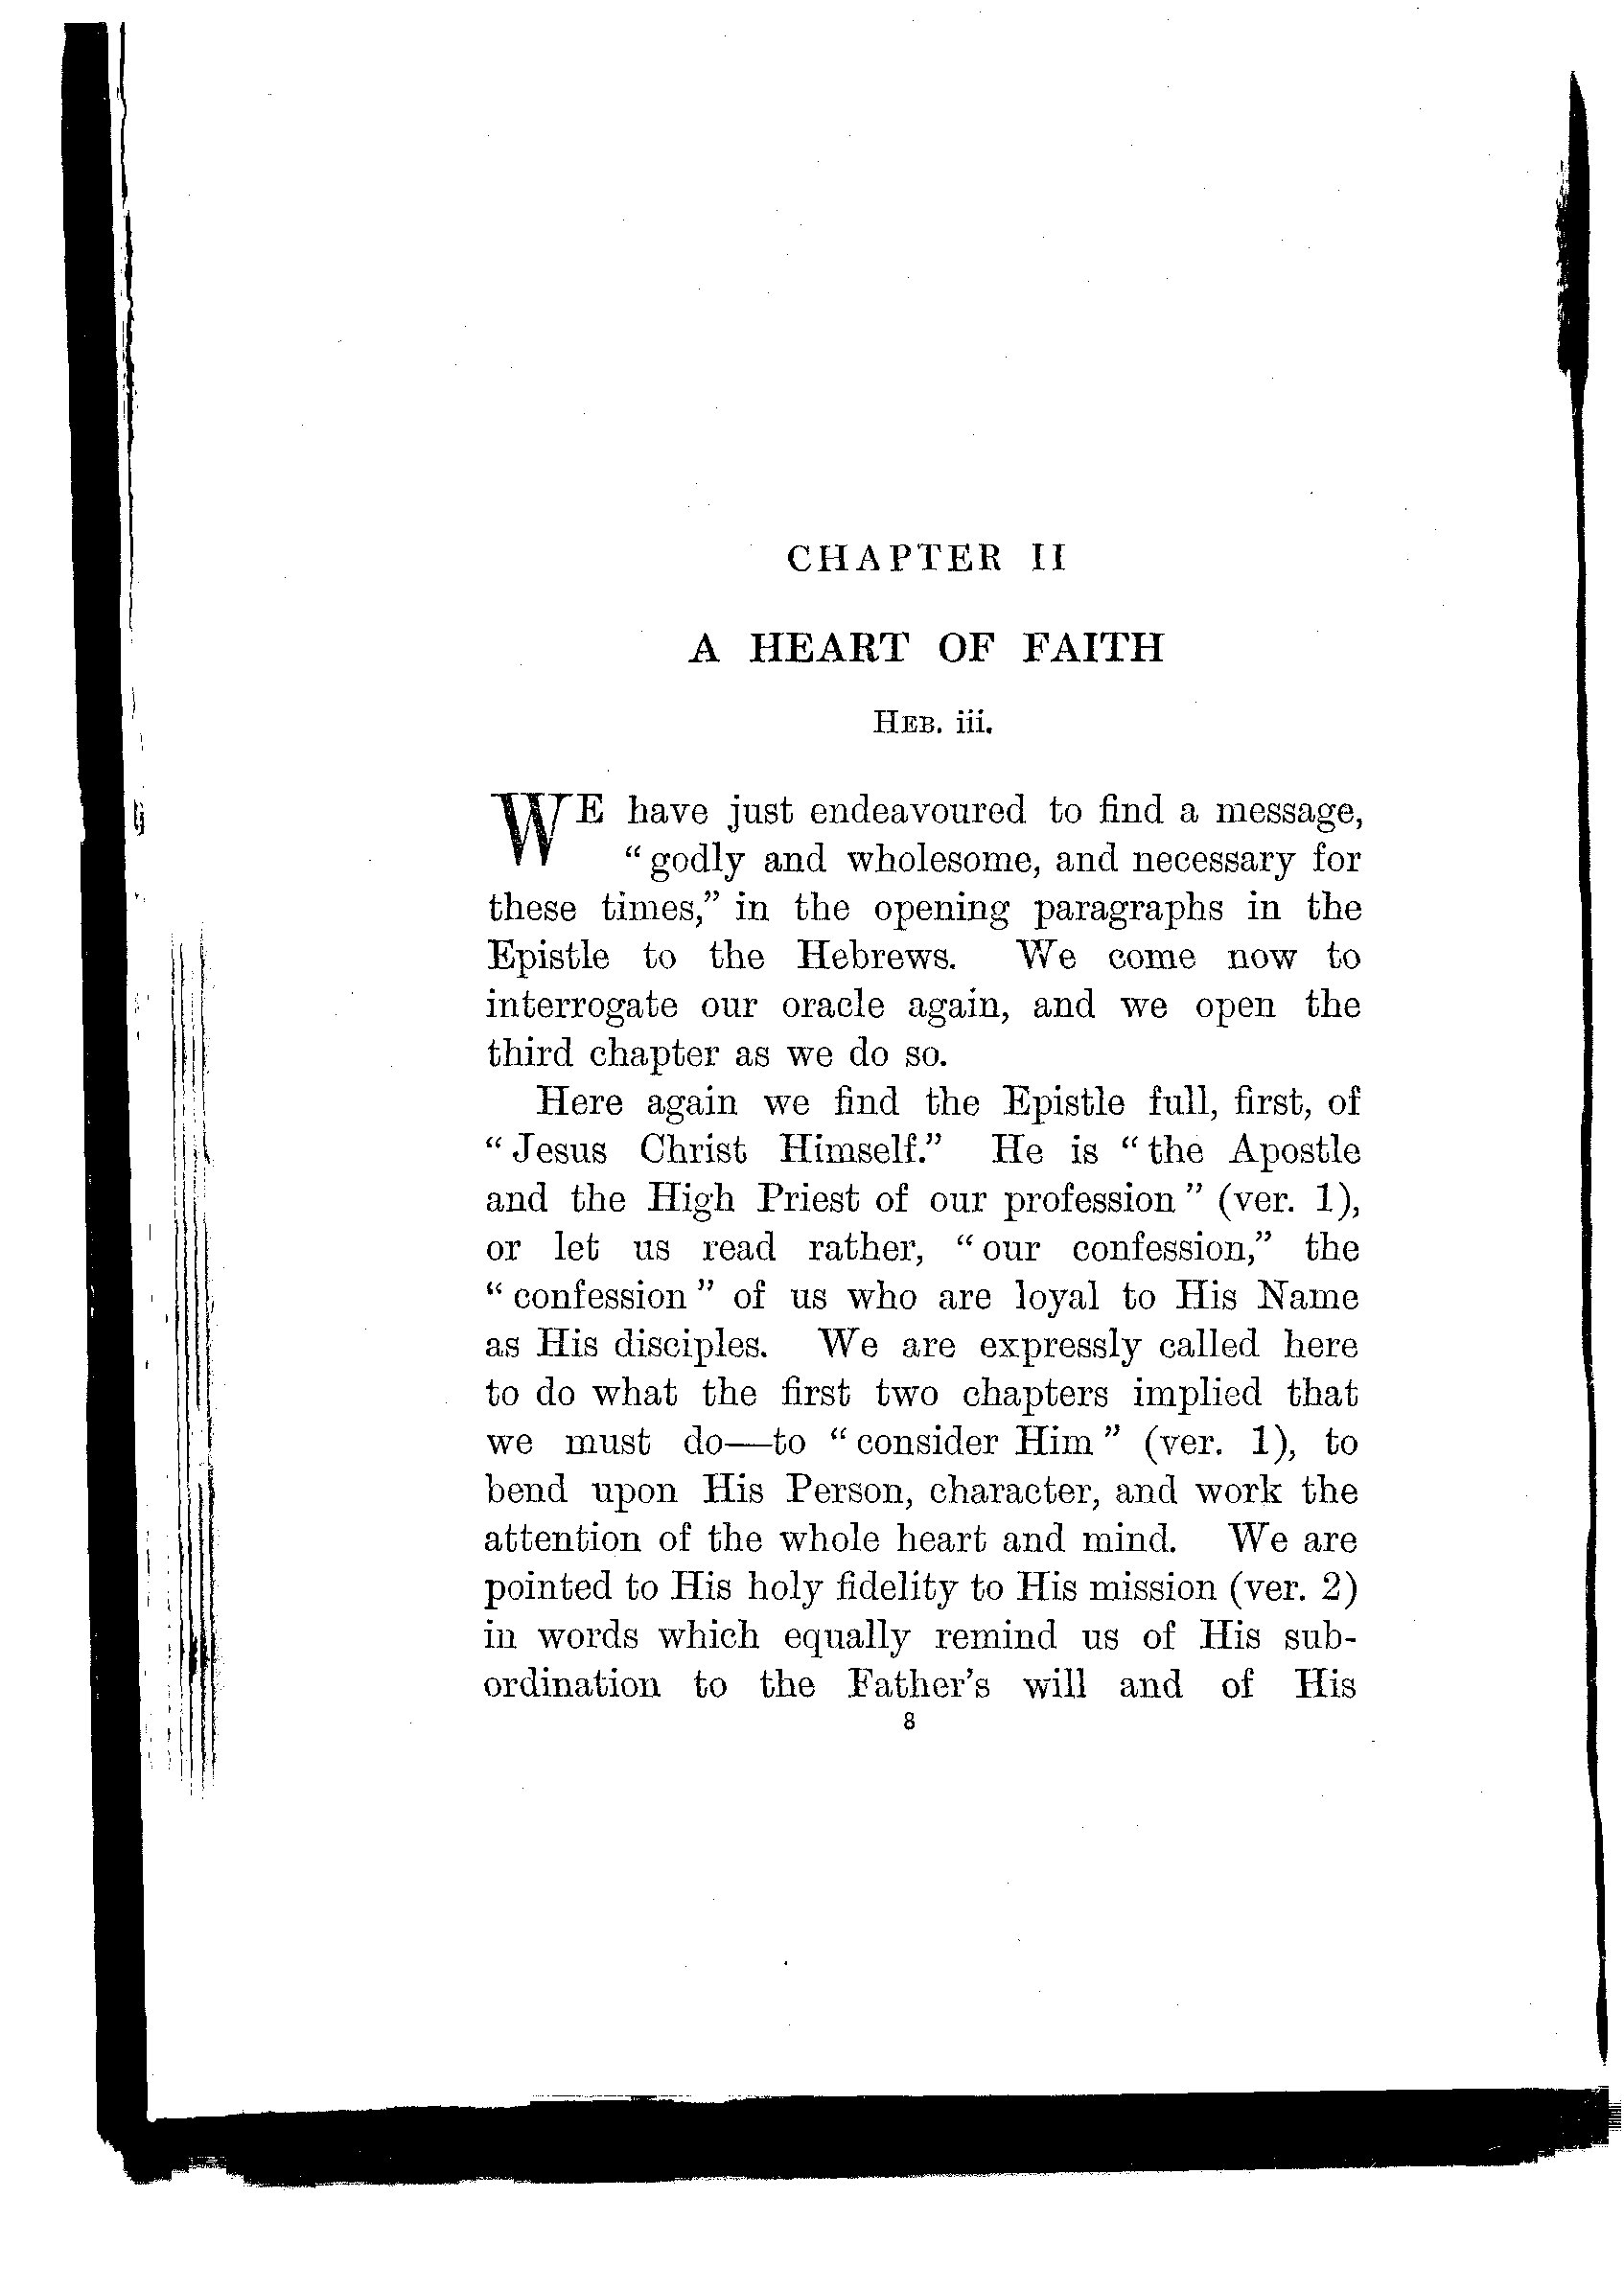 CHAPTER II
A HEART OF FAITH
HEB. iii.
WE have just endeavoured to find a message,
“godly and wholesome, and necessary for
these times,” in the opening paragraphs in the
Epistle to the Hebrews. We come now to
interrogate our oracle again, and we open the
third chapter as we do so.
Here again we find the Epistle full, first, of
“Jesus Christ Himself.” He is “the Apostle
and the High Priest of our profession” (ver. 1),
or let us read rather, “our confession,” the
“confession” of us who are loyal to His Name
as His disciples. We are expressly called here
to do what the first two chapters implied that
we must do—to “consider Him” (ver. 1), to
bend upon His Person, character, and work the
attention of the whole heart and mind. We are
pointed to His holy fidelity to His mission (ver. 2)
in words which equally remind us of His sub-
ordination to the Father’s will and of His
8